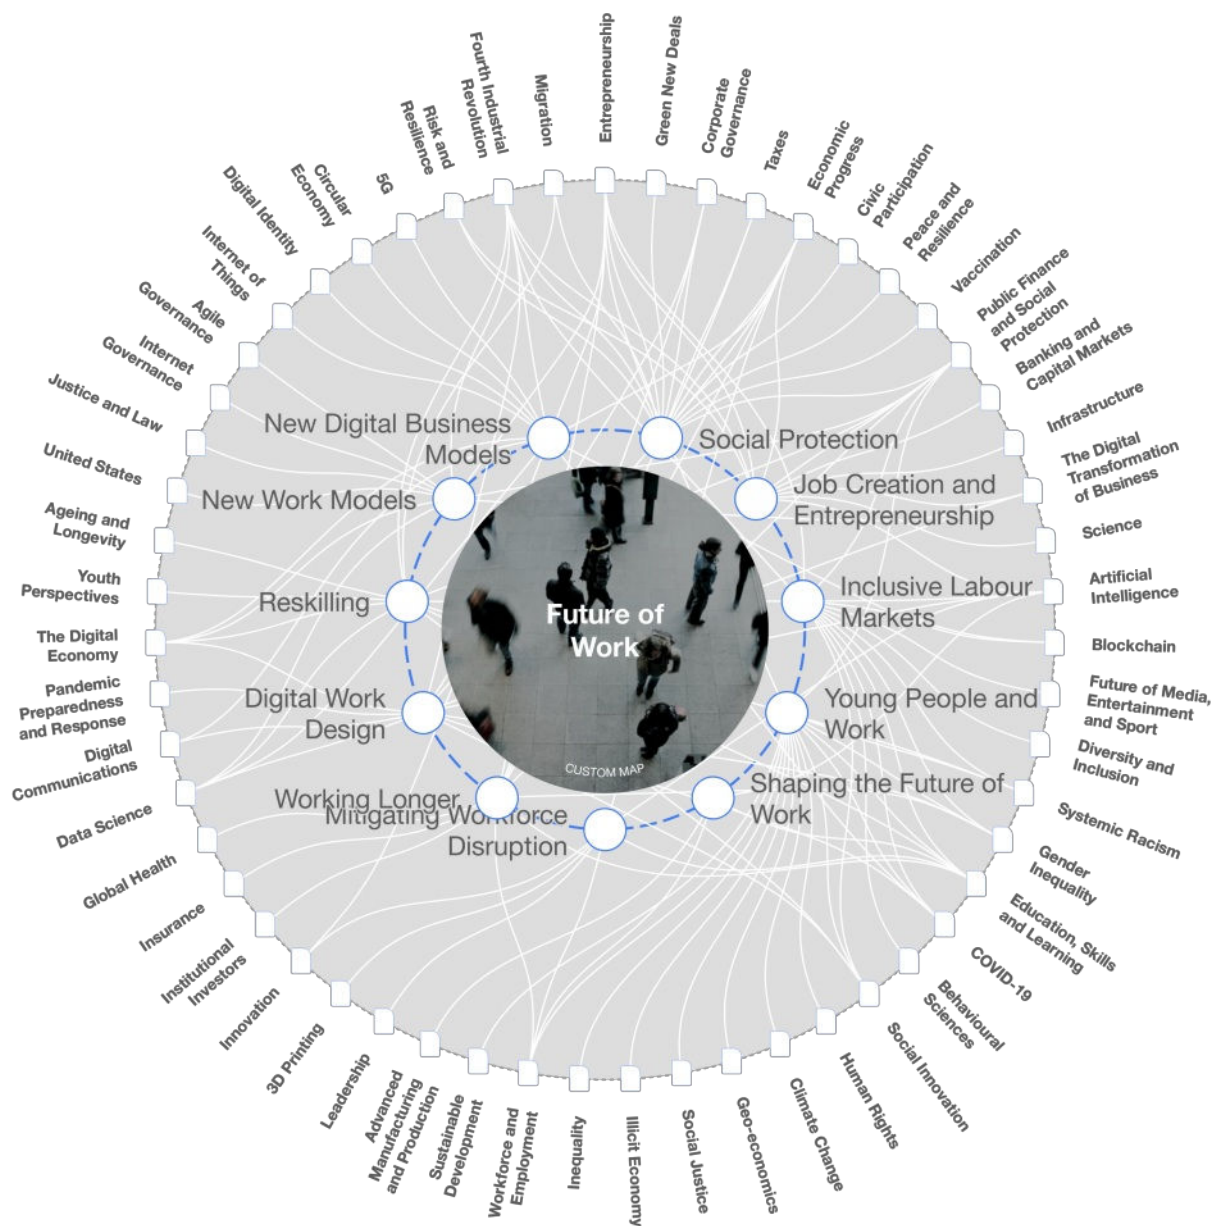 Entrepreneurship
Green New Deals
Corporate
Governance
Taxes
Economic
Progress
Civic
Participation
Peace and
Resilience
Vaccination
Public Finance
and Social
Protection
Banking and
Capital Markets
Infrastructure
The Digital
Transformation
of Business
Science
Artificial
Intelligence
Blockchain
Future of Media,
Entertainment
and Sport
Diversity and
Inclusion
Systemic Racism
Gender
Inequality
Education, Skills
and Learning
COVID-19
Behavioural
Sciences
Social Innovation
Human Rights
Climate Change
Geo-economics
Social Justice
Illicit Economy
Inequality
Workforce and
Employment
Sustainable
Development
Advanced
Manufacturing
and Production
Leadership
3D Printing
Innovation
Institutional
Investors
Insurance
Global Health
Data Science
Digital
Communications
Pandemic
Preparedness
and Response
The Digital
Economy
Youth
Perspectives
Ageing and
Longevity
United States
Justice and Law
Internet
Governance
Agile
Governance
Internet of
Things
Digital Identity
Circular
Economy
5G
Risk and
Resilience
Fourth Industrial
Revolution
Migration
Social Protection
Job Creation and
Entrepreneurship
Inclusive Labour
Markets
Young People and
Work
Shaping the Future of
Work
Mitigating Workforce
Disruption
Working Longer
Digital Work
Design
Reskilling
New Work Models
New Digital Business
Models
Future of
Work
CUSTOM MAP